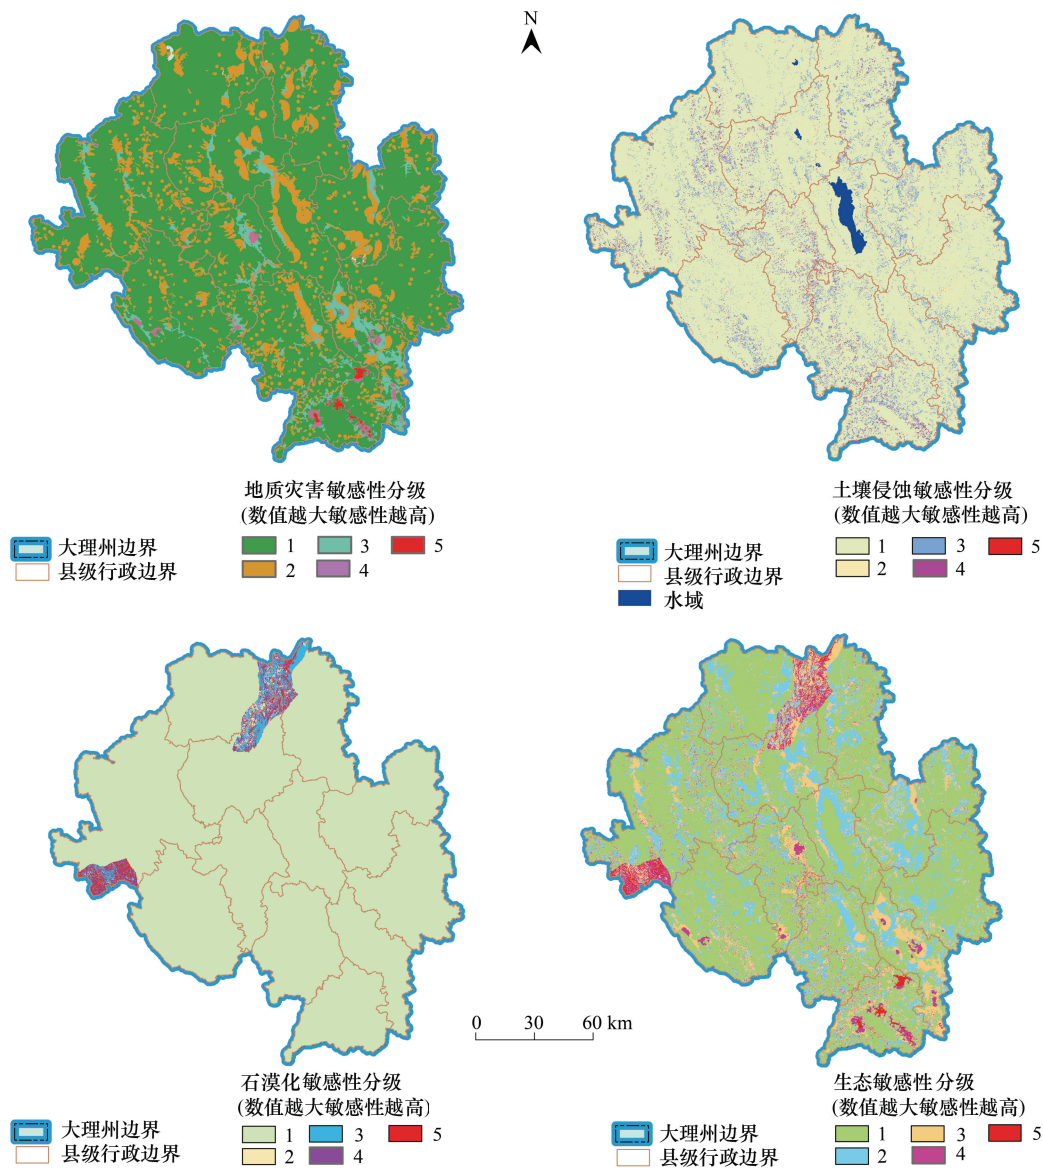 N
地质灾害敏感性分级
(数值越大敏感性越高)
大理州边界
县级行政边界
1
3
5
2
4
土壤侵蚀敏感性分级
(数值越大敏感性越高)
大理州边界
县级行政边界
水域
1
3
5
2
4
0 30 60 km
石漠化敏感性分级
(数值越大敏感性越高)
大理州边界
县级行政边界
1
3
5
2
4
生态敏感性分级
(数值越大敏感性越高)
大理州边界
县级行政边界
1
3
5
2
4